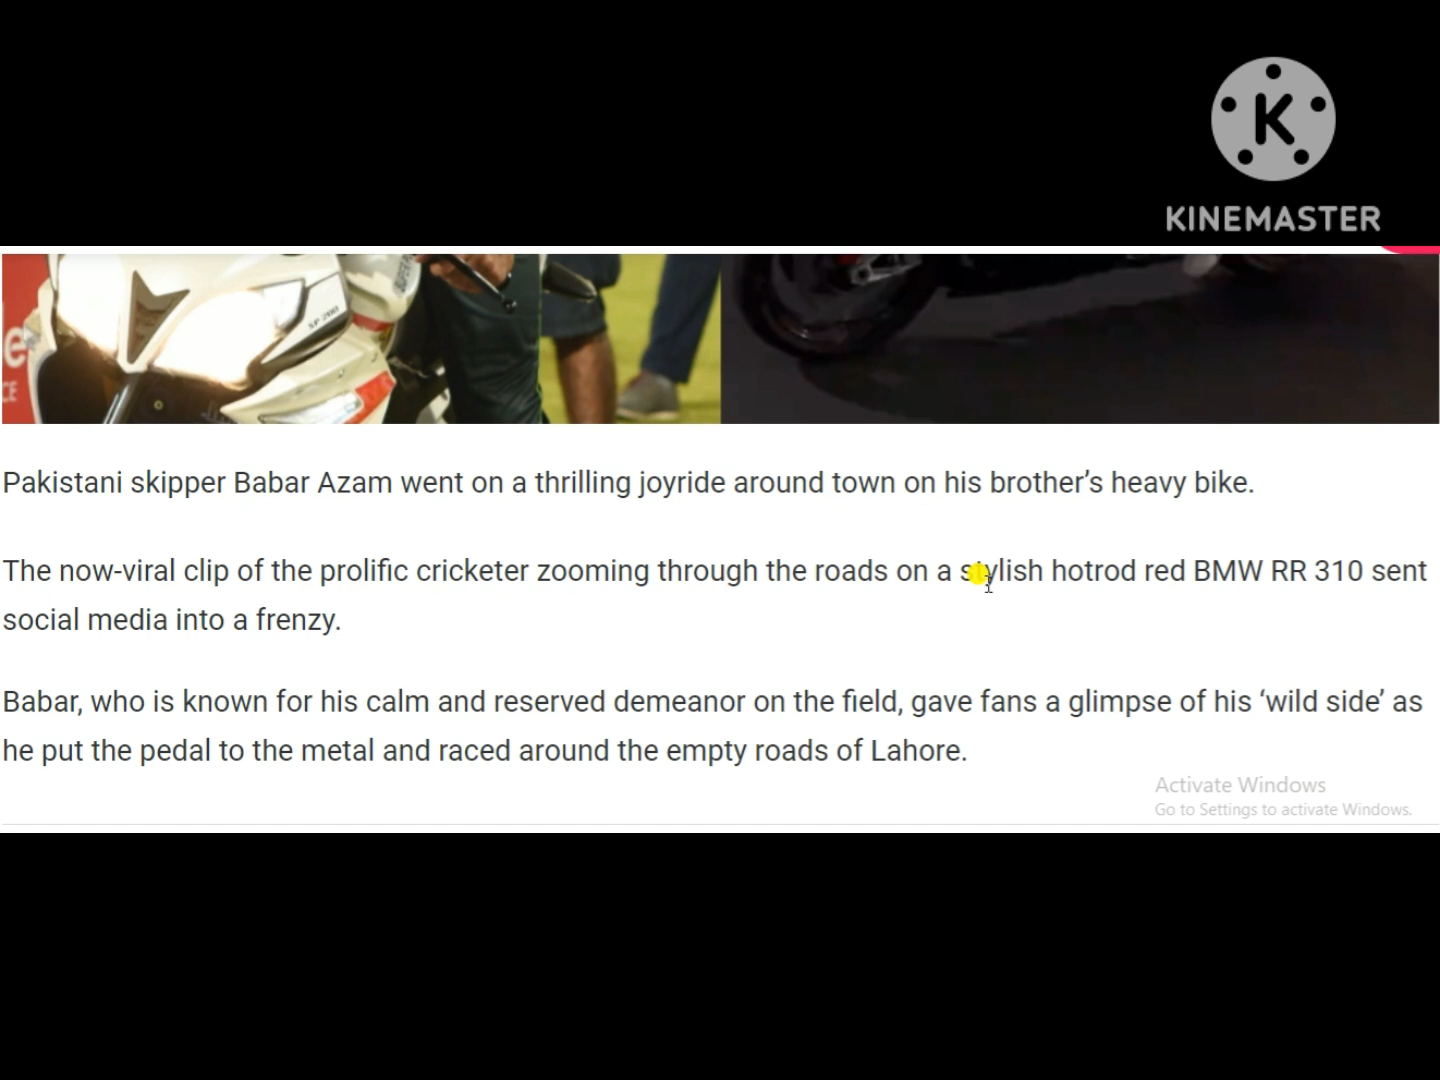 K
KINEMASTER
e
CE
SP 200
Pakistani skipper Babar Azam went on a thrilling joyride around town on his brother’s heavy bike.
The now-viral clip of the prolific cricketer zooming through the roads on a stylish hotrod red BMW RR 310 sent
social media into a frenzy.
Babar, who is known for his calm and reserved demeanor on the field, gave fans a glimpse of his ‘wild side’ as
he put the pedal to the metal and raced around the empty roads of Lahore.
Activate Windows
Go to Settings to activate Windows.